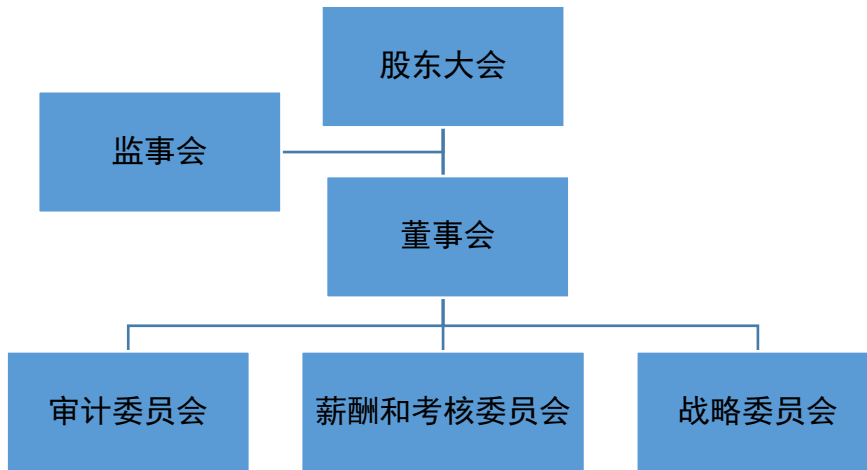 股东大会
监事会
董事会
审计委员会
薪酬和考核委员会
战略委员会